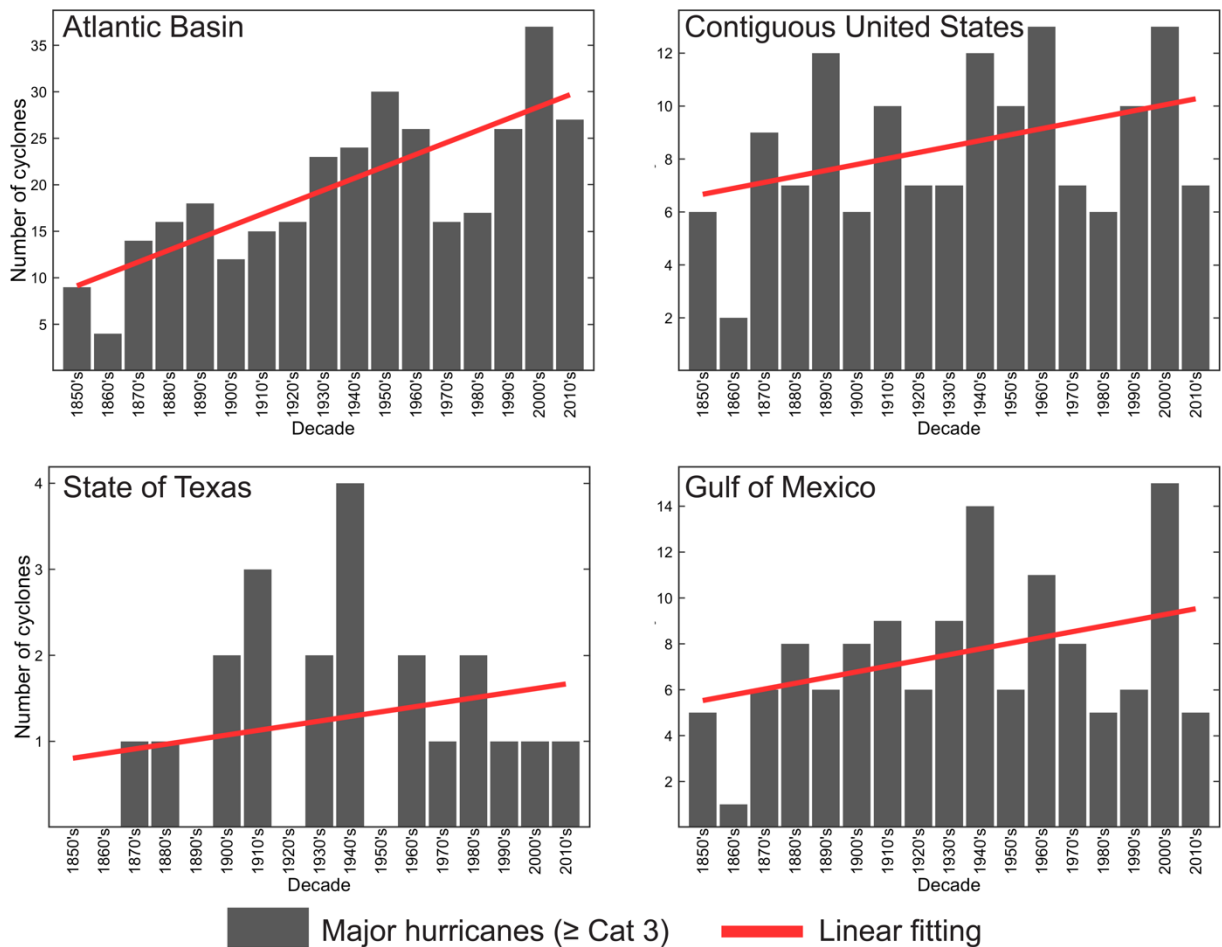 Atlantic Basin
Number of cyclones
35
30
25
20
15
10
5
1850's 1860's 1870's 1880's 1890's 1900's 1910's 1920's 1930's 1940's 1950's 1960's 1970's 1980's 1990's 2000's 2010's
Decade
Contiguous United States
12
10
8
6
4
2
1850's 1860's 1870's 1880's 1890's 1900's 1910's 1920's 1930's 1940's 1950's 1960's 1970's 1980's 1990's 2000's 2010's
Decade
State of Texas
Number of cyclones
4
3
2
1
1850's 1860's 1870's 1880's 1890's 1900's 1910's 1920's 1930's 1940's 1950's 1960's 1970's 1980's 1990's 2000's 2010's
Decade
Gulf of Mexico
14
12
10
8
6
4
2
1850's 1860's 1870's 1880's 1890's 1900's 1910's 1920's 1930's 1940's 1950's 1960's 1970's 1980's 1990's 2000's 2010's
Decade
Major hurricanes (≥ Cat 3)
Linear fitting